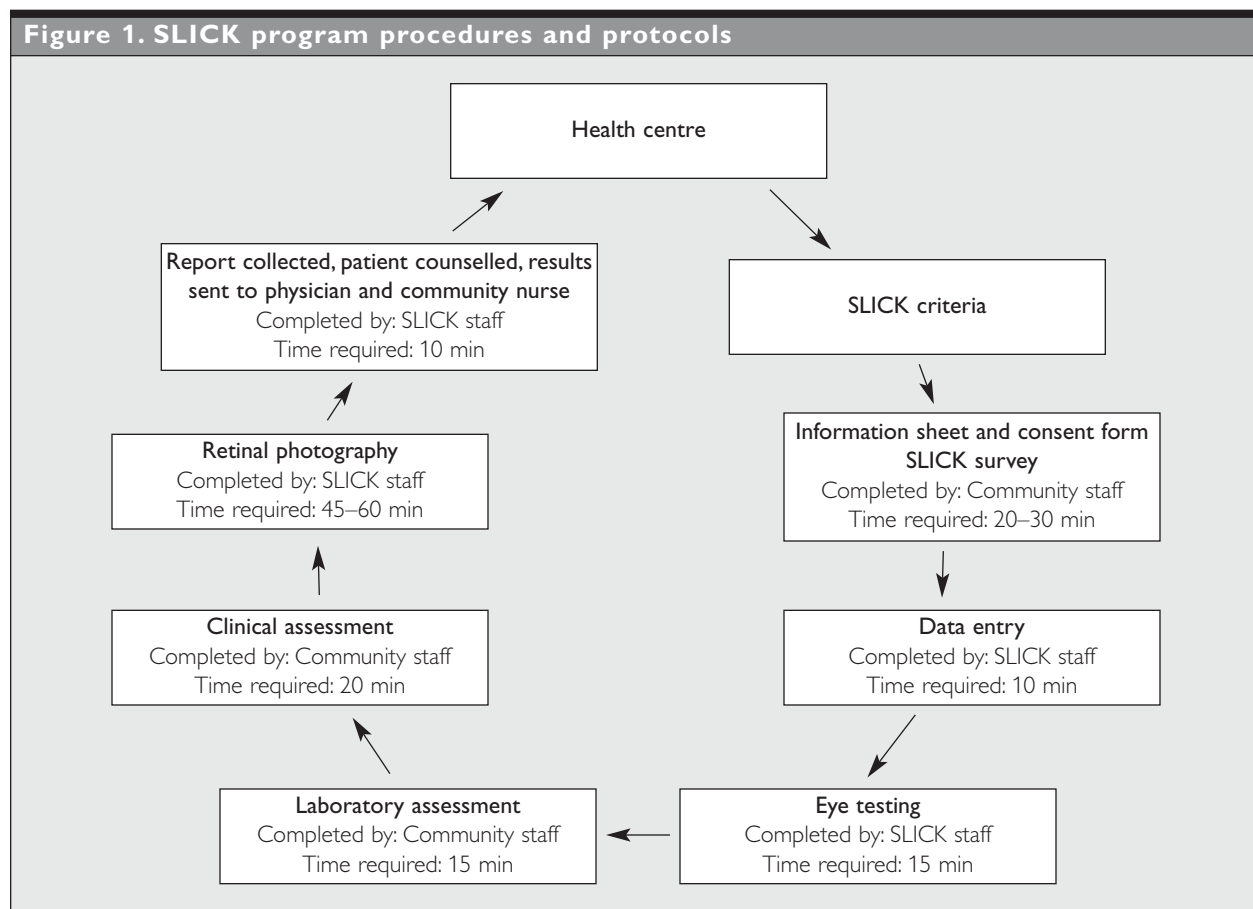 Figure 1. SLICK program procedures and protocols
Health centre
SLICK criteria
Information sheet and consent form
SLICK survey
Completed by: Community staff
Time required: 20–30 min
Data entry
Completed by: SLICK staff
Time required: 10 min
Eye testing
Completed by: SLICK staff
Time required: 15 min
Laboratory assessment
Completed by: Community staff
Time required: 15 min
Clinical assessment
Completed by: Community staff
Time required: 20 min
Retinal photography
Completed by: SLICK staff
Time required: 45–60 min
Report collected, patient counselled, results
sent to physician and community nurse
Completed by: SLICK staff
Time required: 10 min